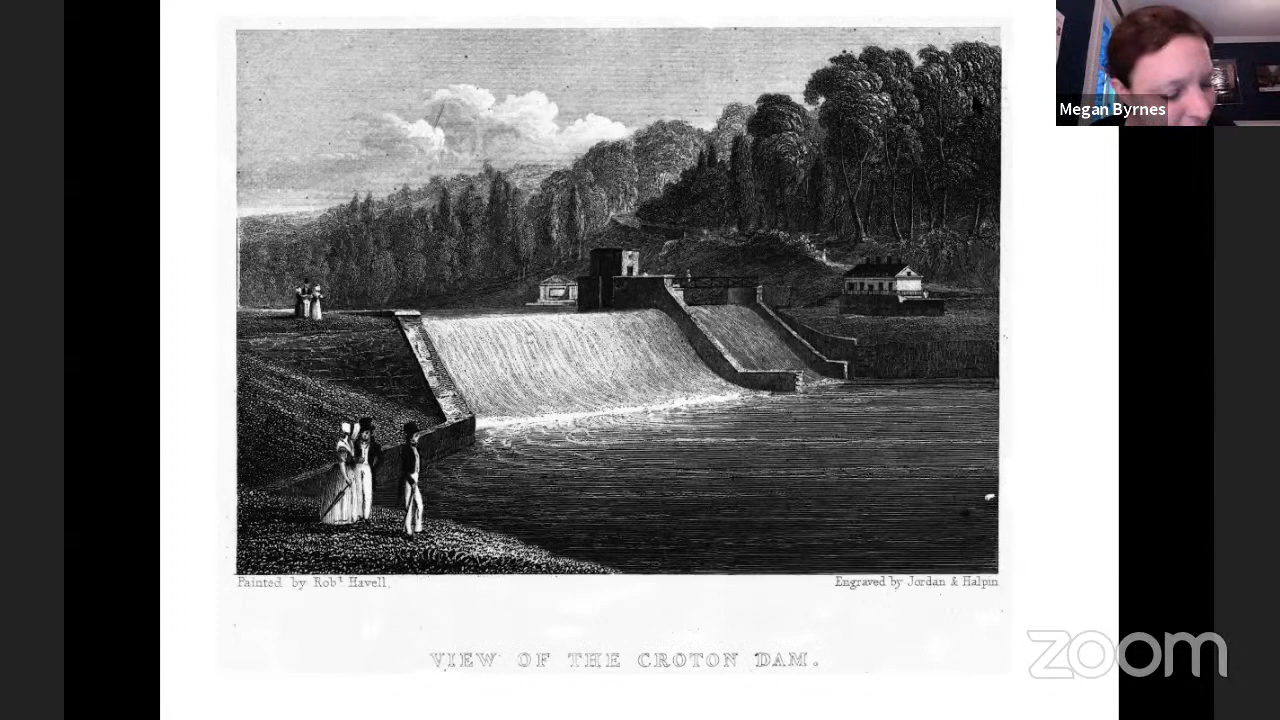 Megan Byrnes
Painted by Robᵗ Havell.
Engraved by Jordan & Halpin
VIEW OF THE CROTON DAM.
zoom